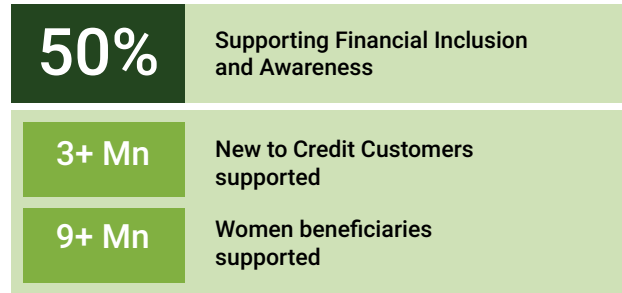 50%
Supporting Financial Inclusion
and Awareness
3+ Mn
New to Credit Customers
supported
9+ Mn
Women beneficiaries
supported